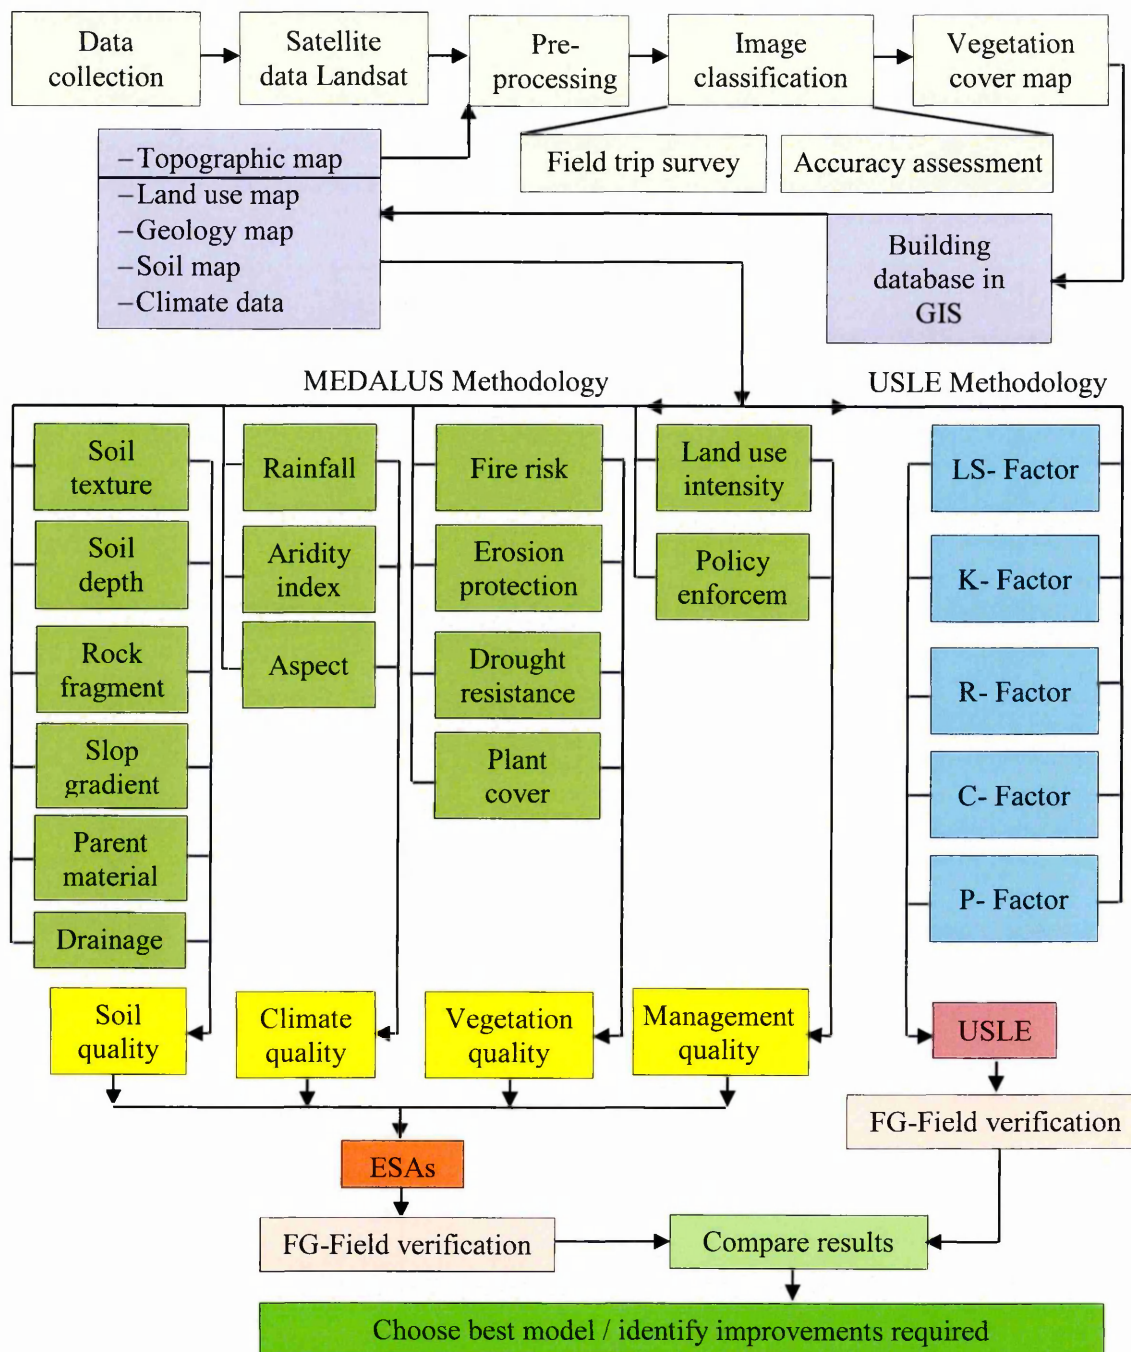 Data
collection
Satellite
data Landsat
Pre-
processing
Image
classification
Vegetation
cover map
–Topographic map
–Land use map
–Geology map
–Soil map
–Climate data
Field trip survey
Accuracy assessment
Building
database in
GIS
MEDALUS Methodology
USLE Methodology
Soil
texture
Soil
depth
Rock
fragment
Slop
gradient
Parent
material
Drainage
Rainfall
Aridity
index
Aspect
Fire risk
Erosion
protection
Drought
resistance
Plant
cover
Land use
intensity
Policy
enforcem
LS- Factor
K- Factor
R- Factor
C- Factor
P- Factor
Soil
quality
Climate
quality
Vegetation
quality
Management
quality
USLE
FG-Field verification
ESAs
FG-Field verification
Compare results
Choose best model / identify improvements required